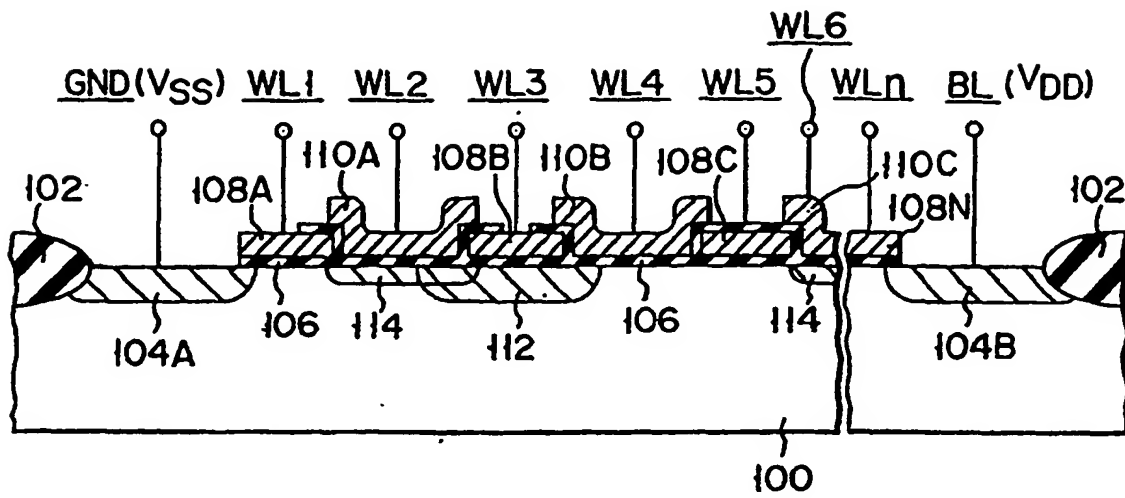 WL6
GND(VSS) WL1 WL2 WL3 WL4 WL5 WLn BL (VDD)
102 108A 110A 108B 110B 108C 110C 108N 102
104A 106 114 112 106 114 104B
100